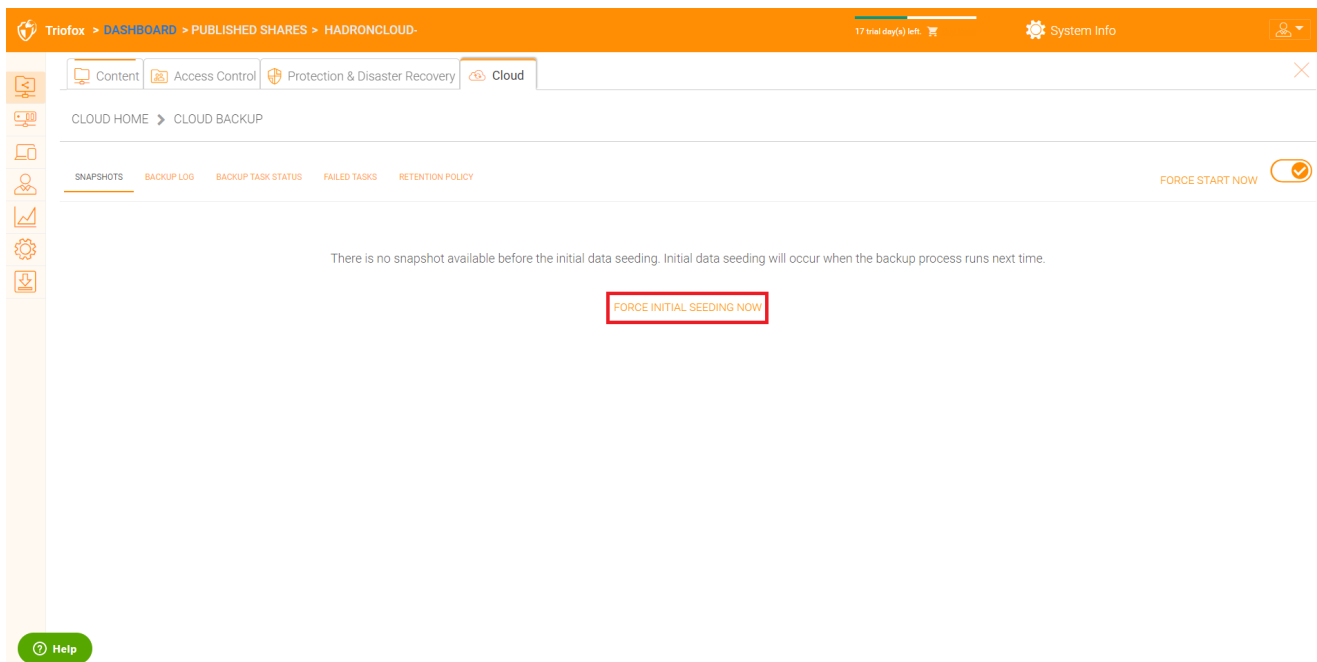 Triofox > DASHBOARD > PUBLISHED SHARES > HADRONCLOUD-
17 trial day(s) left.
System Info
Content
Access Control
Protection & Disaster Recovery
Cloud
CLOUD HOME > CLOUD BACKUP
SNAPSHOTS
BACKUP LOG
BACKUP TASK STATUS
FAILED TASKS
RETENTION POLICY
FORCE START NOW
There is no snapshot available before the initial data seeding. Initial data seeding will occur when the backup process runs next time.
FORCE INITIAL SEEDING NOW
Help